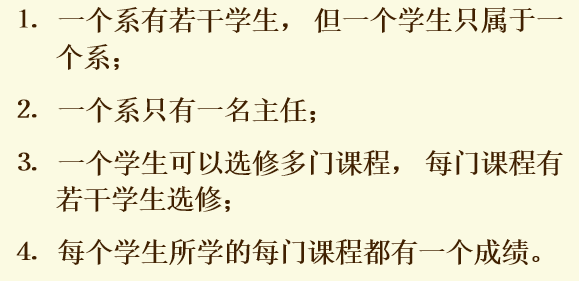 1. 一个系有若干学生， 但一个学生只属于一
个系；
2. 一个系只有一名主任；
3. 一个学生可以选修多门课程， 每门课程有
若干学生选修；
4. 每个学生所学的每门课程都有一个成绩。